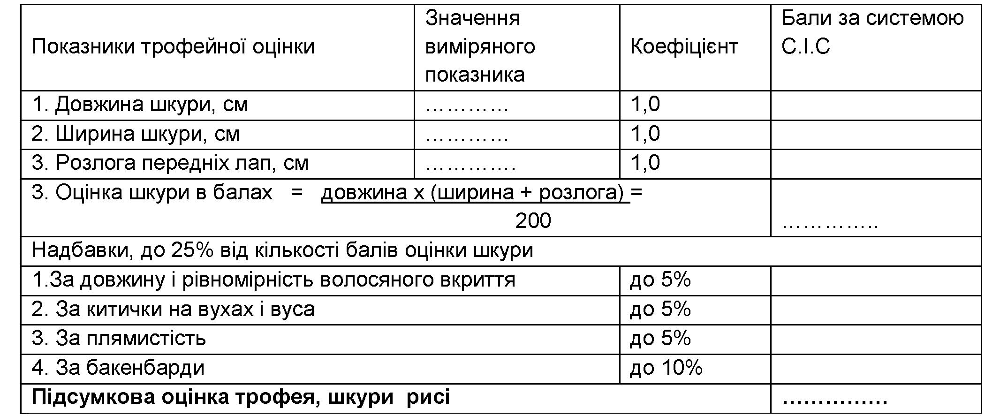 Показники трофейної оцінки
Значення
виміряного
показника
Коефіцієнт
Бали за системою
С.І.С
1. Довжина шкури, см ………… 1,0
2. Ширина шкури, см ………… 1,0
3. Розлога передніх лап, см …………. 1,0
3. Оцінка шкури в балах = довжина х (ширина + розлога) =
200 …………..
Надбавки, до 25% від кількості балів оцінки шкури
1.За довжину і рівномірність волосяного вкриття до 5%
2. За китички на вухах і вуса до 5%
3. За плямистість до 5%
4. За бакенбарди до 10%
Підсумкова оцінка трофея, шкури рисі ……………